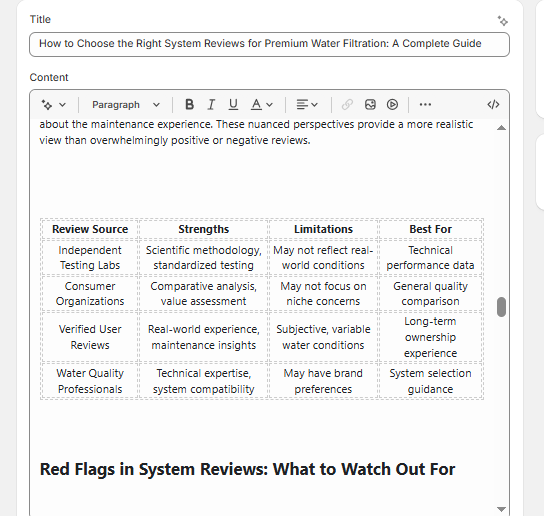 Title
How to Choose the Right System Reviews for Premium Water Filtration: A Complete Guide
Content
Paragraph
B I U A
about the maintenance experience. These nuanced perspectives provide a more realistic
view than overwhelmingly positive or negative reviews.
Review Source Strengths Limitations Best For
Independent Testing Labs Scientific methodology, standardized testing May not reflect real-world conditions Technical performance data
Consumer Organizations Comparative analysis, value assessment May not focus on niche concerns General quality comparison
Verified User Reviews Real-world experience, maintenance insights Subjective, variable water conditions Long-term ownership experience
Water Quality Professionals Technical expertise, system compatibility May have brand preferences System selection guidance
Red Flags in System Reviews: What to Watch Out For